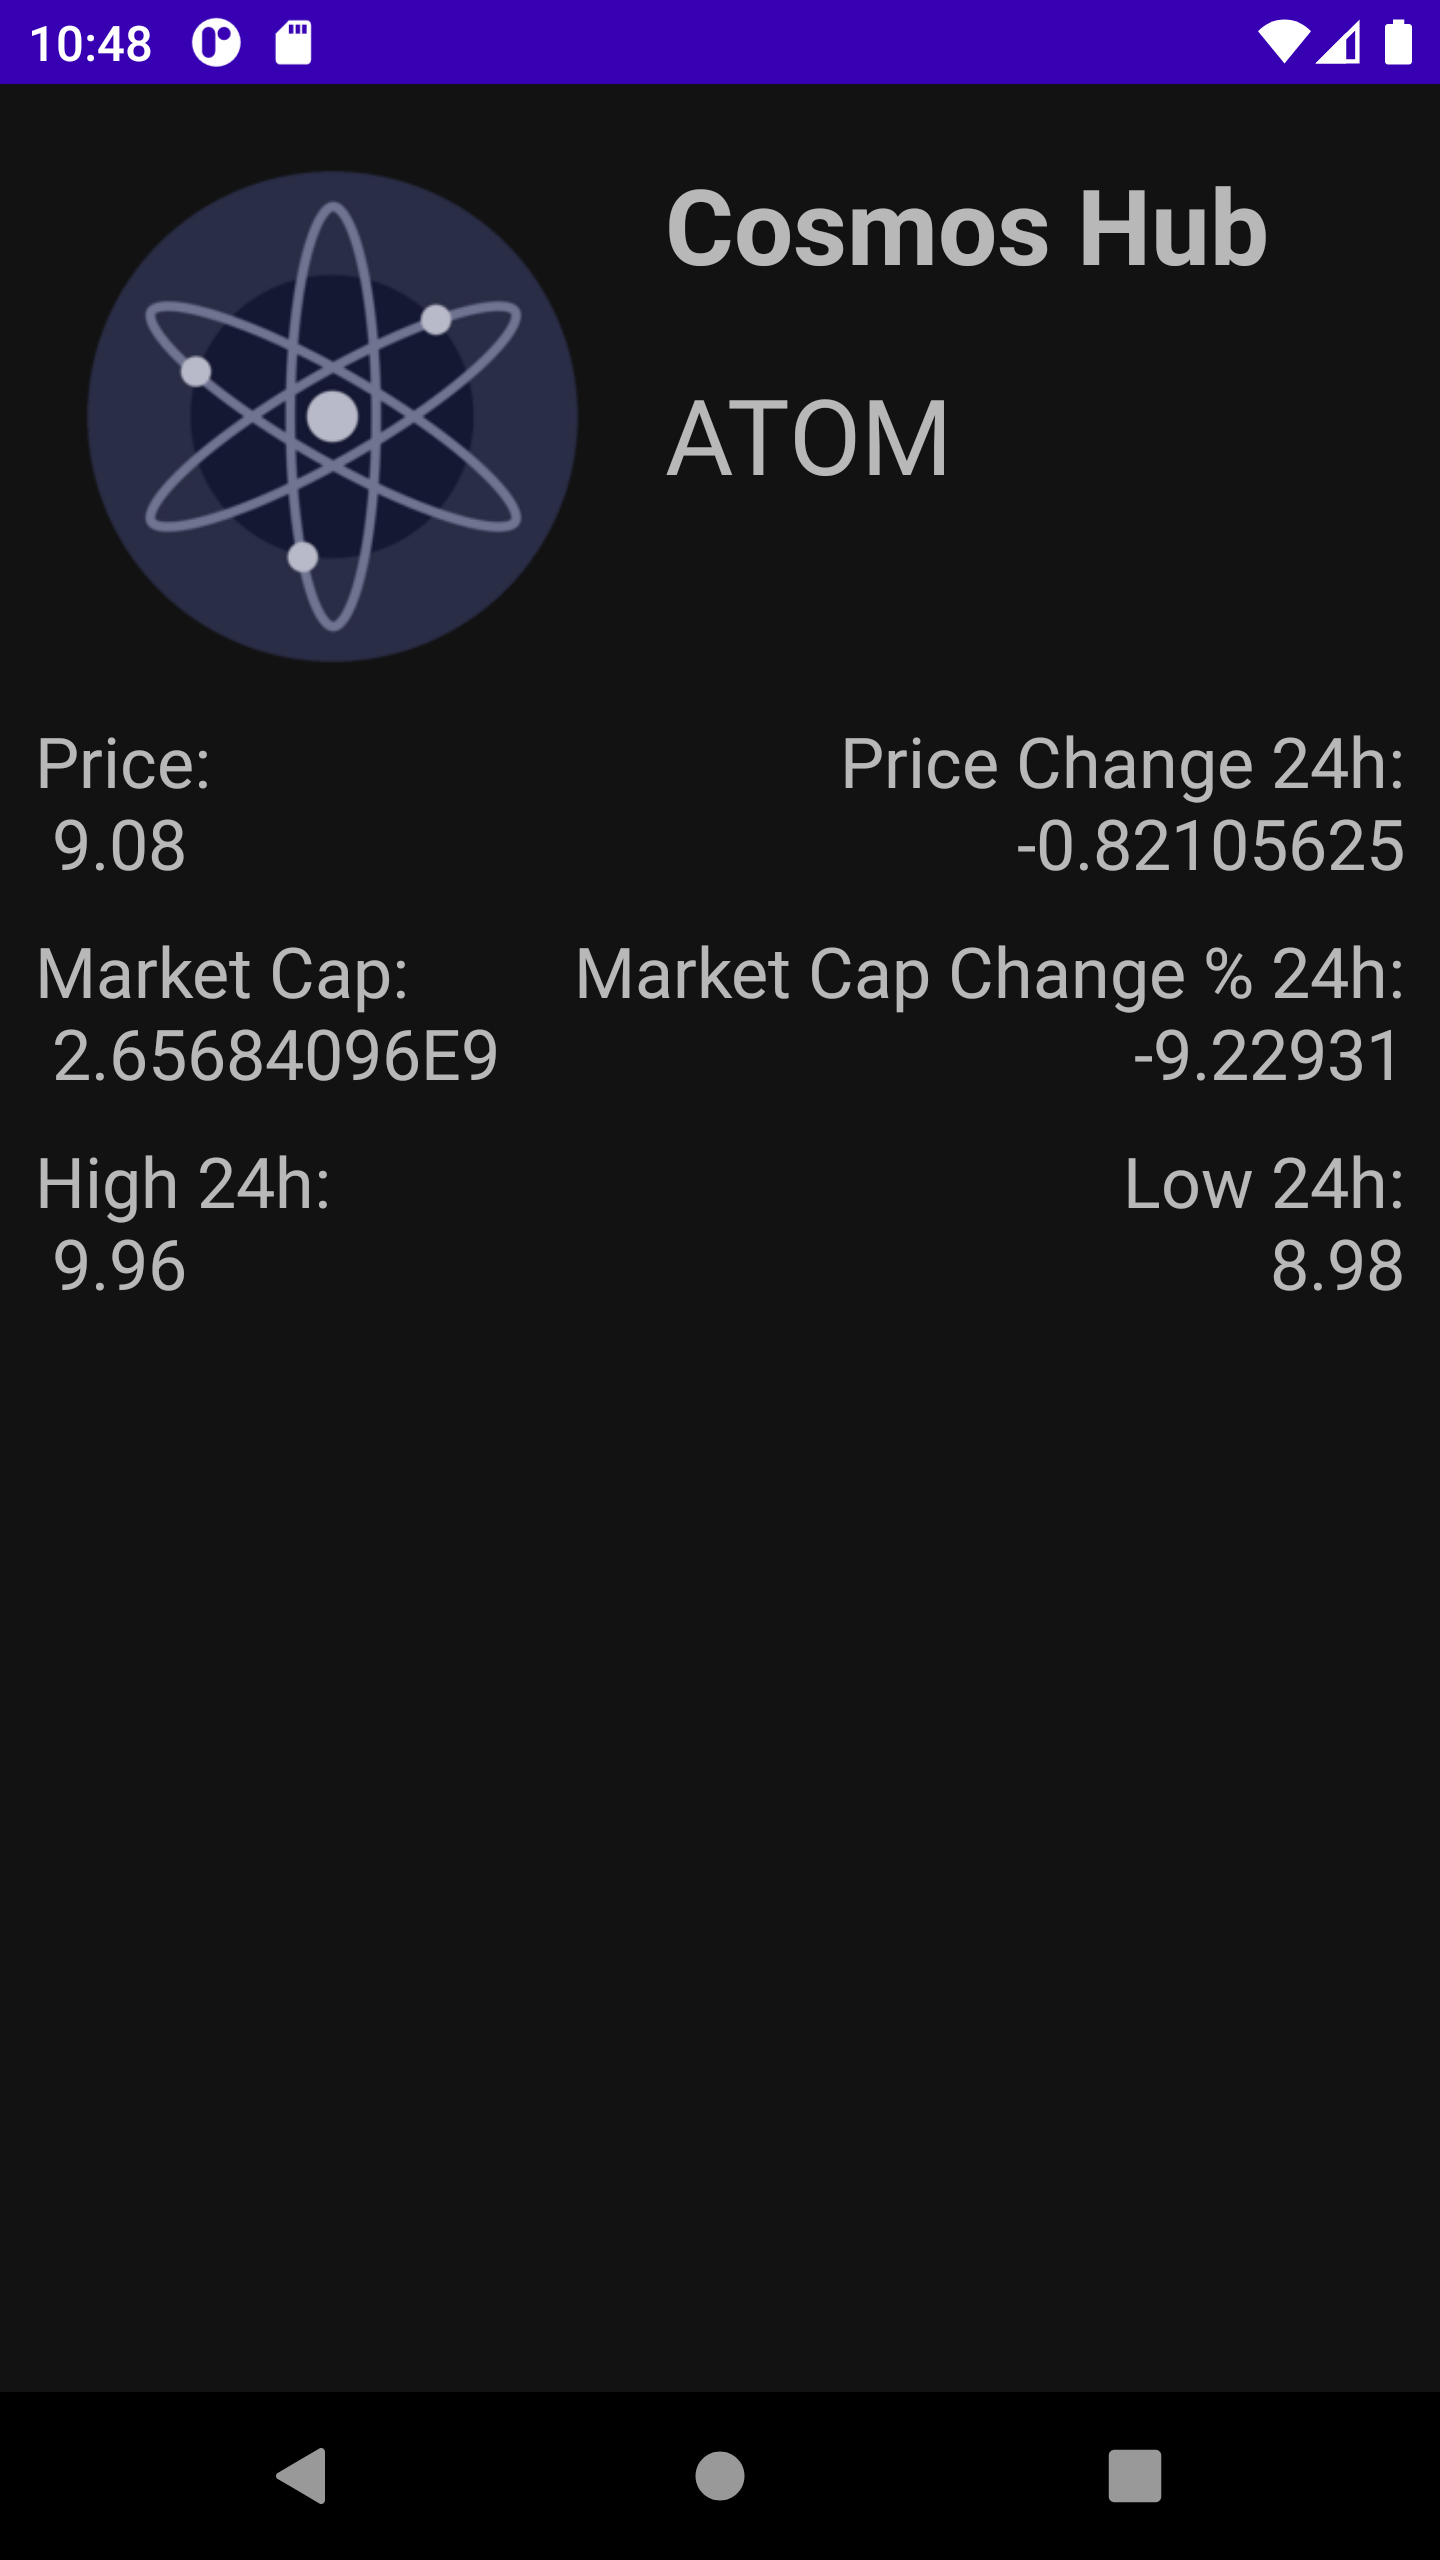 10:48
Cosmos Hub
ATOM
Price:
9.08
Price Change 24h:
-0.82105625
Market Cap:
2.65684096E9
Market Cap Change % 24h:
-9.22931
High 24h:
9.96
Low 24h:
8.98